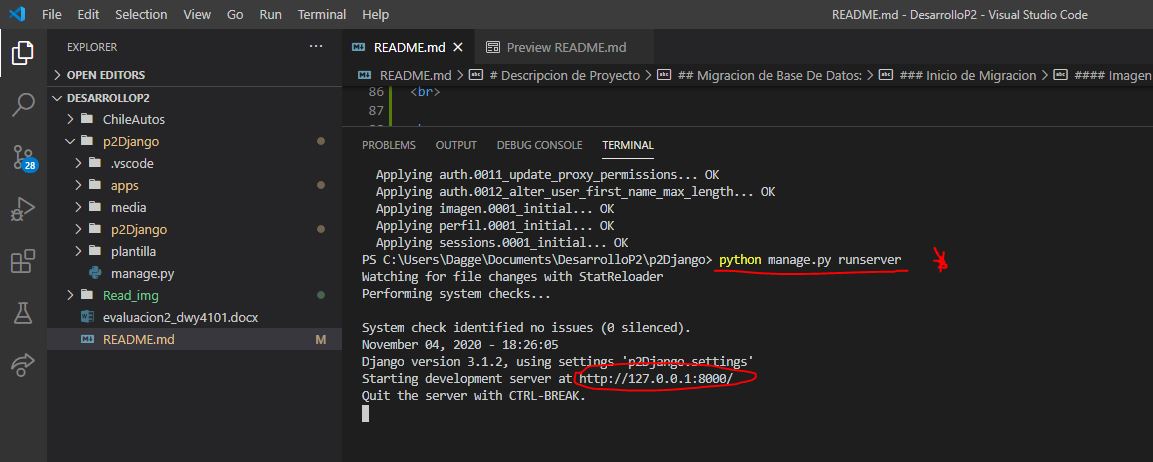 File Edit Selection View Go Run Terminal Help README.md - DesarrolloP2 - Visual Studio Code
EXPLORER ···
OPEN EDITORS
DESARROLLOP2
ChileAutos
p2Django
.vscode
apps
media
p2Django
plantilla
manage.py
Read_img
evaluacion2_dwy4101.docx
README.md M
28
README.md Preview README.md
README.md > # Descripcion de Proyecto > ## Migracion de Base De Datos: > ### Inicio de Migracion > #### Imagen
86 <br>
87
PROBLEMS OUTPUT DEBUG CONSOLE TERMINAL
Applying auth.0011_update_proxy_permissions... OK
Applying auth.0012_alter_user_first_name_max_length... OK
Applying imagen.0001_initial... OK
Applying perfil.0001_initial... OK
Applying sessions.0001_initial... OK
PS C:\Users\Dagge\Documents\DesarrolloP2\p2Django> python manage.py runserver
Watching for file changes with StatReloader
Performing system checks...
System check identified no issues (0 silenced).
November 04, 2020 - 18:26:05
Django version 3.1.2, using settings 'p2Django.settings'
Starting development server at http://127.0.0.1:8000/
Quit the server with CTRL-BREAK.